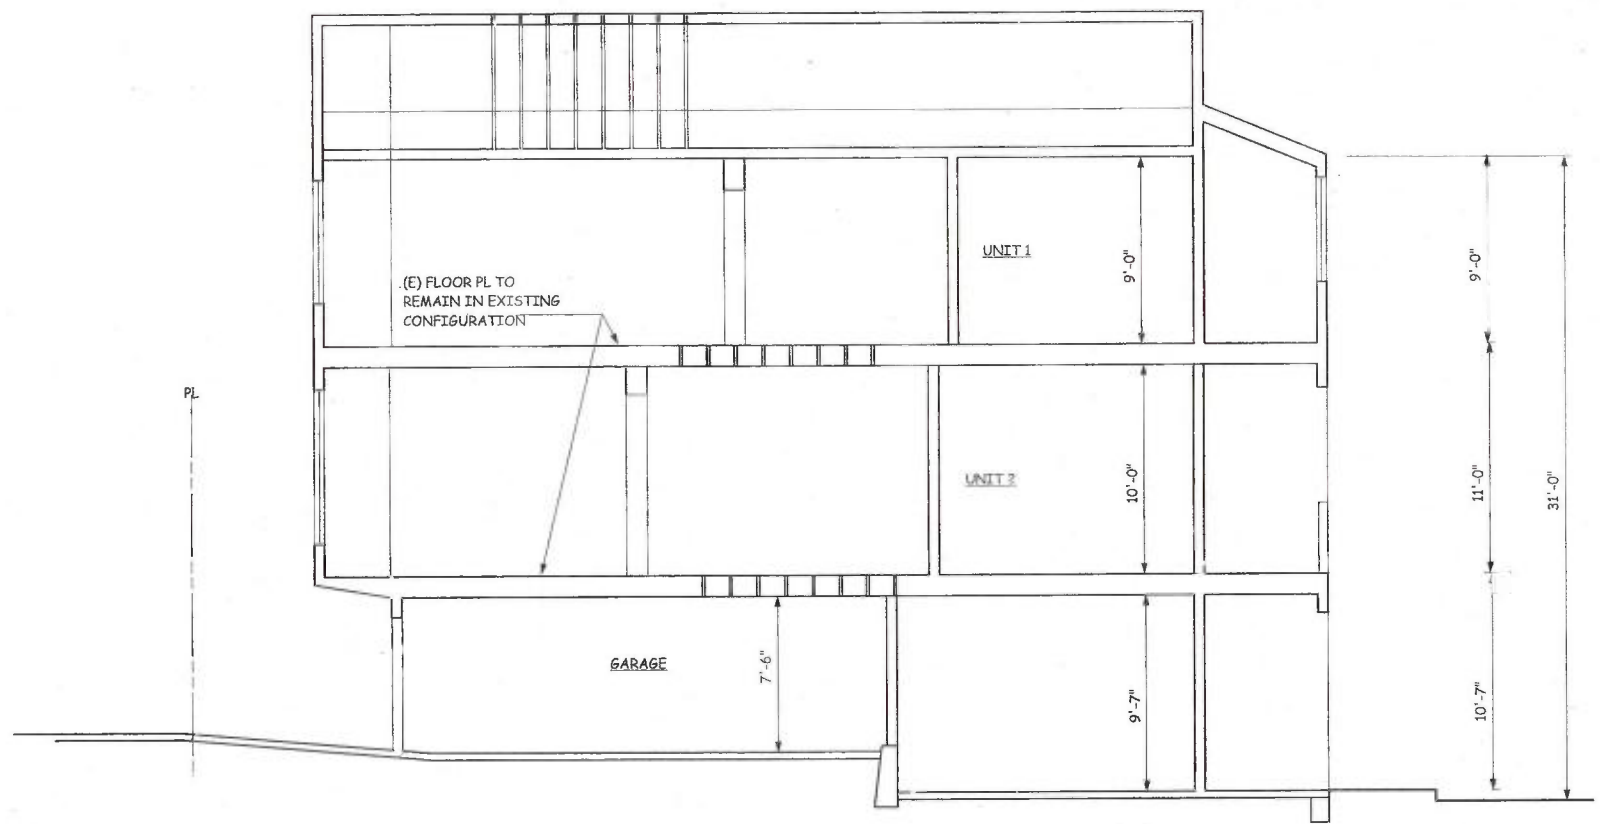 UNIT 1
9'-0"
9'-0"
(E) FLOOR PL TO
REMAIN IN EXISTING
CONFIGURATION
PL
UNIT 2
10'-0"
11'-0"
31'-0"
GARAGE
7'-6"
9'-7"
10'-7"